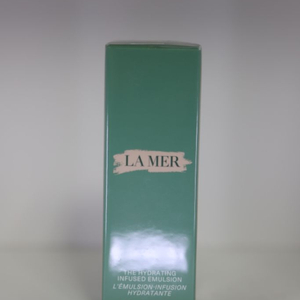 LA MER
THE HYDRATING
INFUSED EMULSION
L'ÉMULSION-INFUSION
HYDRATANTE